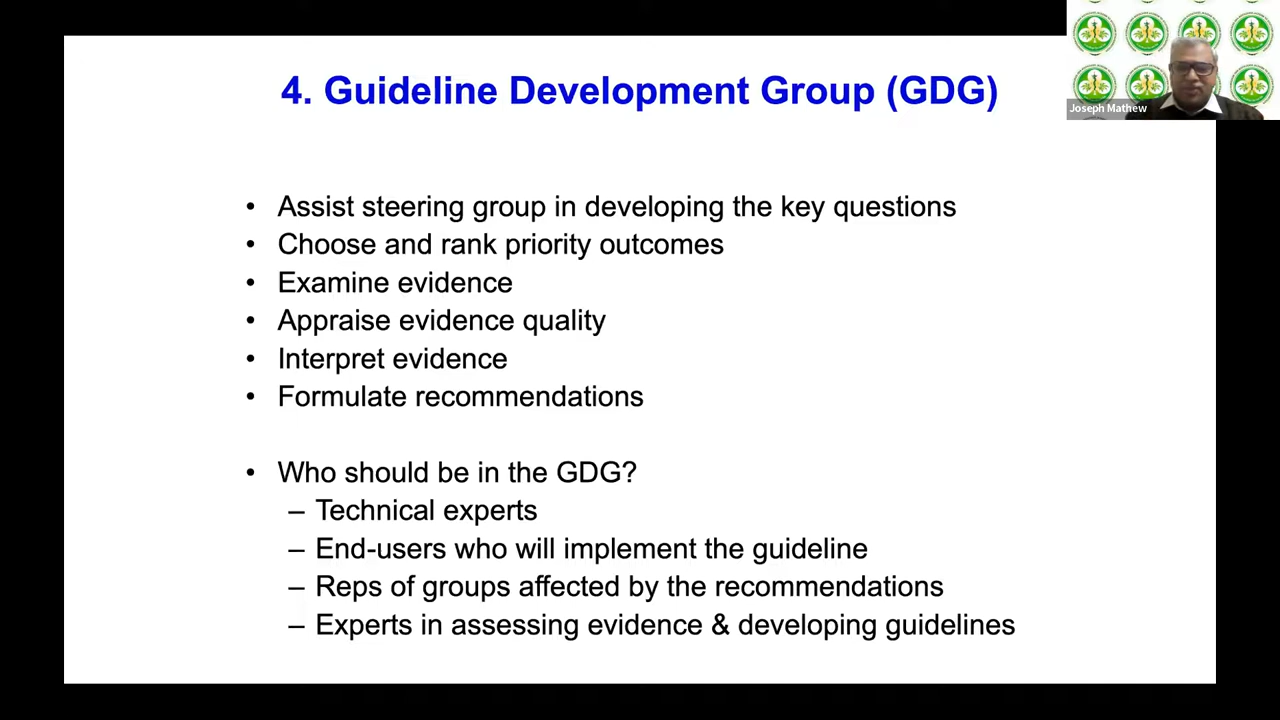 4. Guideline Development Group (GDG)
Joseph Mathew
• Assist steering group in developing the key questions
• Choose and rank priority outcomes
• Examine evidence
• Appraise evidence quality
• Interpret evidence
• Formulate recommendations
• Who should be in the GDG?
– Technical experts
– End-users who will implement the guideline
– Reps of groups affected by the recommendations
– Experts in assessing evidence & developing guidelines